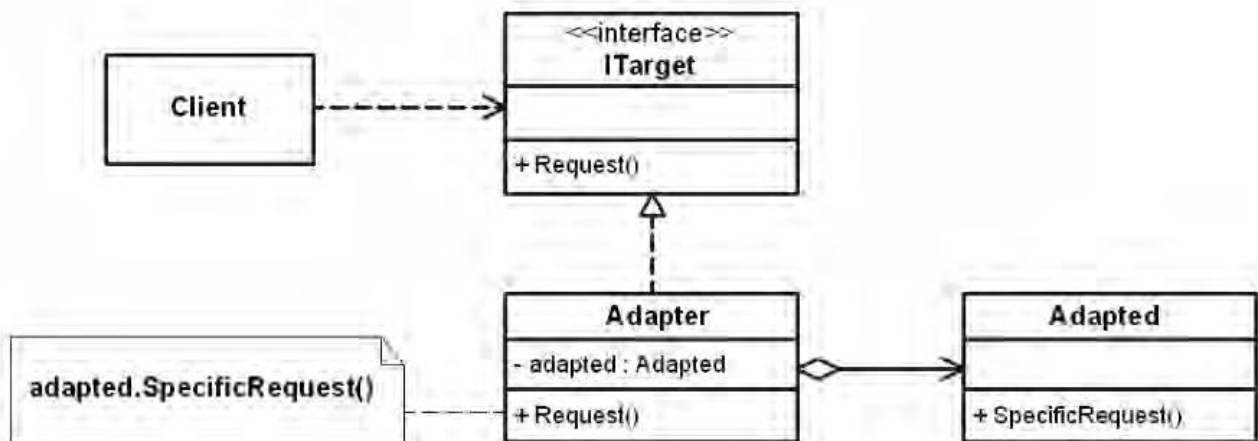 <<interface>>
ITarget
Client
+ Request()
Adapter
- adapted : Adapted
+ Request()
Adapted
+ SpecificRequest()
adapted.SpecificRequest()